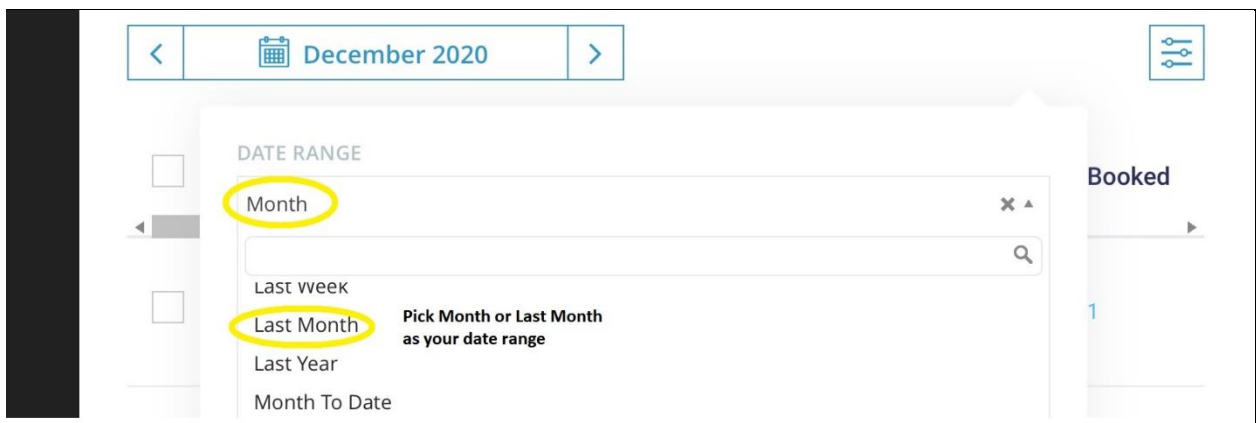 December 2020
DATE RANGE
Booked
Month
Last Week
Last Month
Pick Month or Last Month
as your date range
1
Last Year
Month To Date